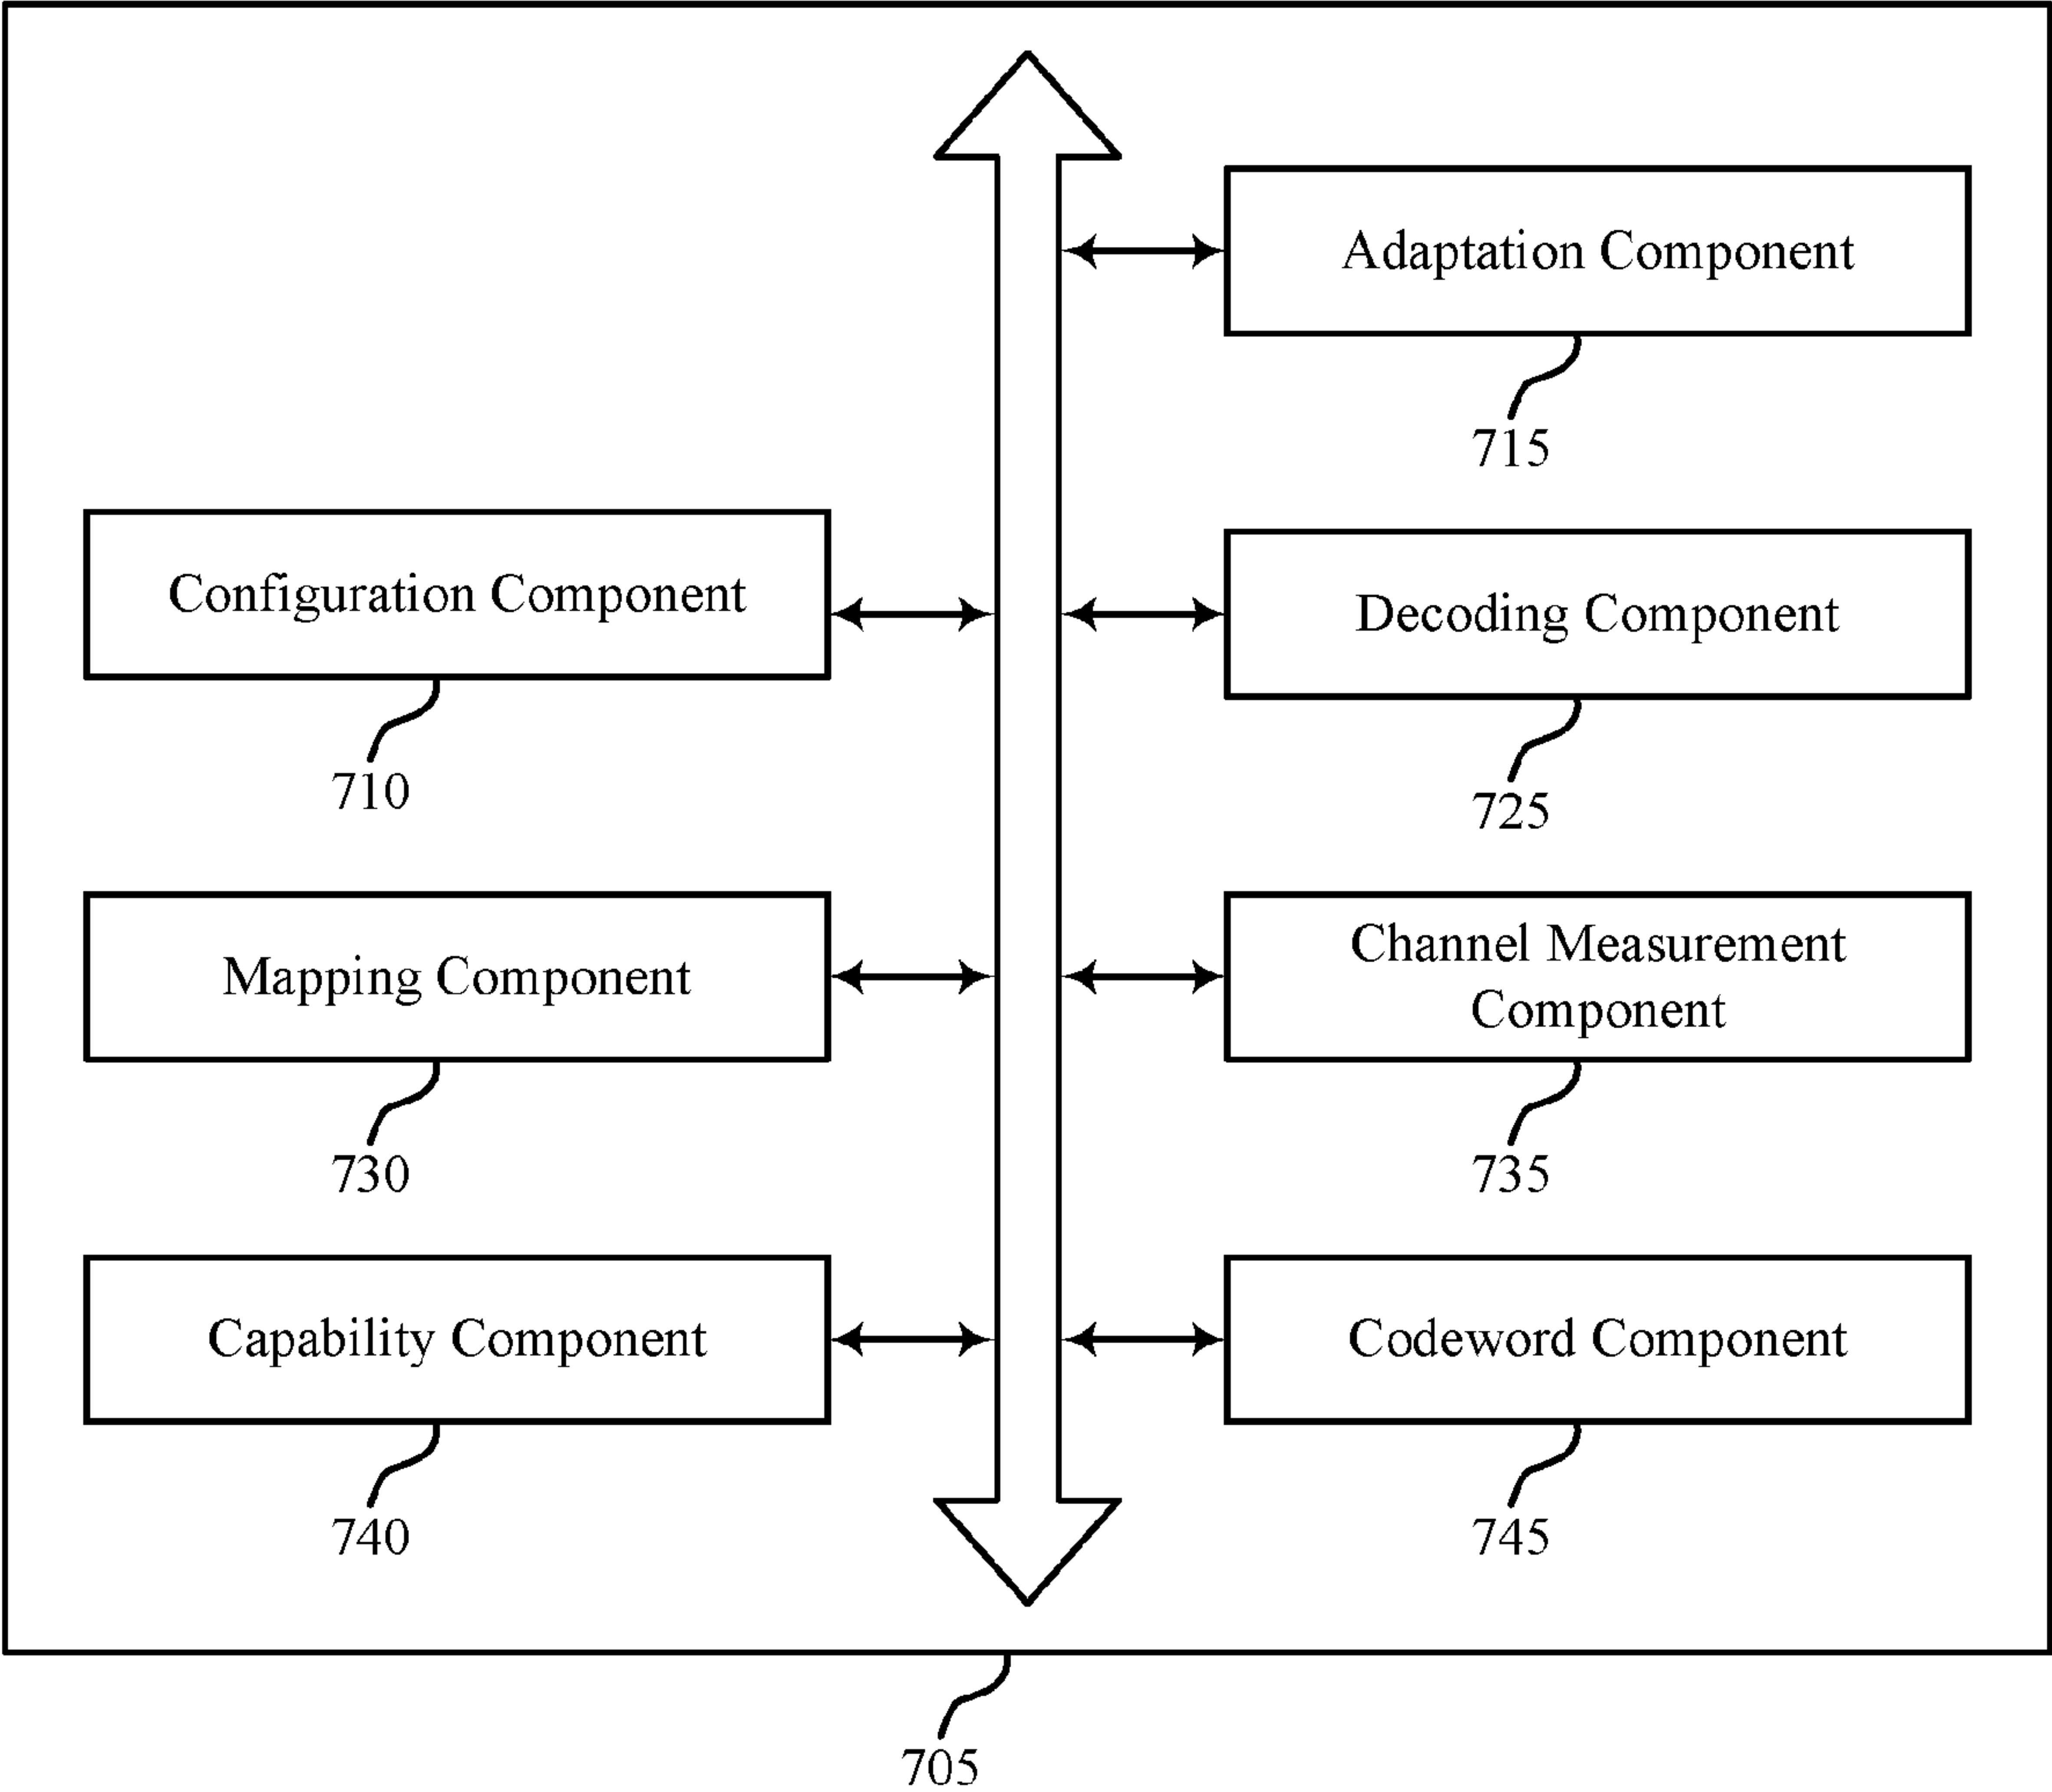 Adaptation Component
715
Configuration Component
710
Decoding Component
725
Mapping Component
730
Channel Measurement
Component
735
Capability Component
740
Codeword Component
745
705